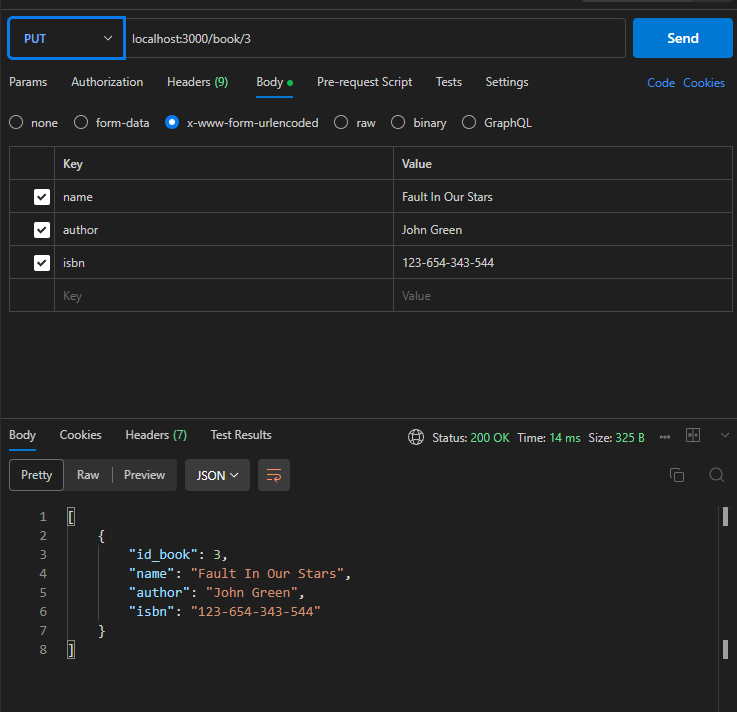 PUT localhost:3000/book/3 Send
Params Authorization Headers (9) Body Pre-request Script Tests Settings Code Cookies
none form-data x-www-form-urlencoded raw binary GraphQL
Key Value
name Fault In Our Stars
author John Green
isbn 123-654-343-544
Key Value
Body Cookies Headers (7) Test Results Status: 200 OK Time: 14 ms Size: 325 B
Pretty Raw Preview JSON
1 [
2 {
3 "id_book": 3,
4 "name": "Fault In Our Stars",
5 "author": "John Green",
6 "isbn": "123-654-343-544"
7 }
8 ]